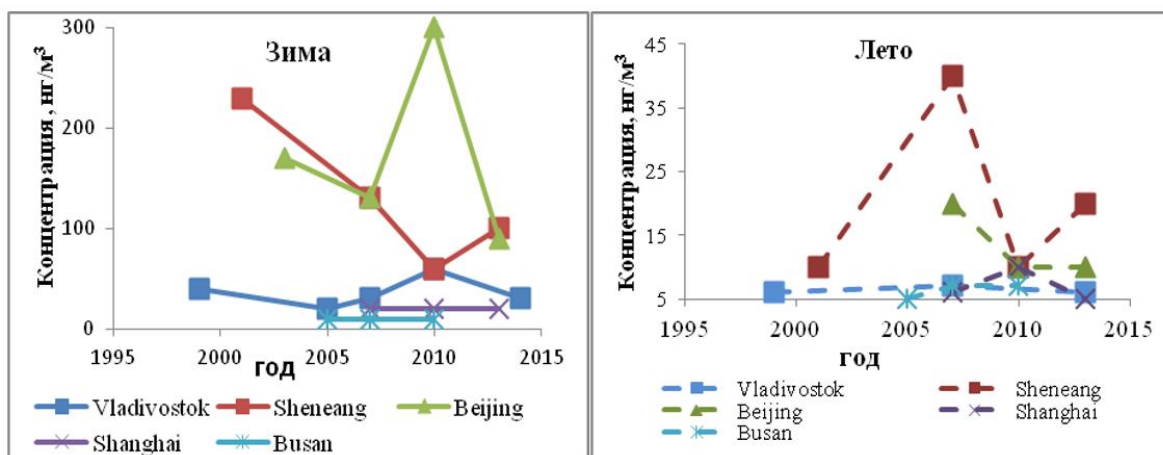 Зима
Концентрация , нг/м³
300
200
100
0
1995 2000 2005 2010 2015
год
Vladivostok Sheneang Beijing
Shanghai Busan
Лето
Концентрация, нг/м³
45
35
25
15
5
1995 2000 2005 2010 2015
год
Vladivostok Sheneang
Beijing Shanghai
Busan